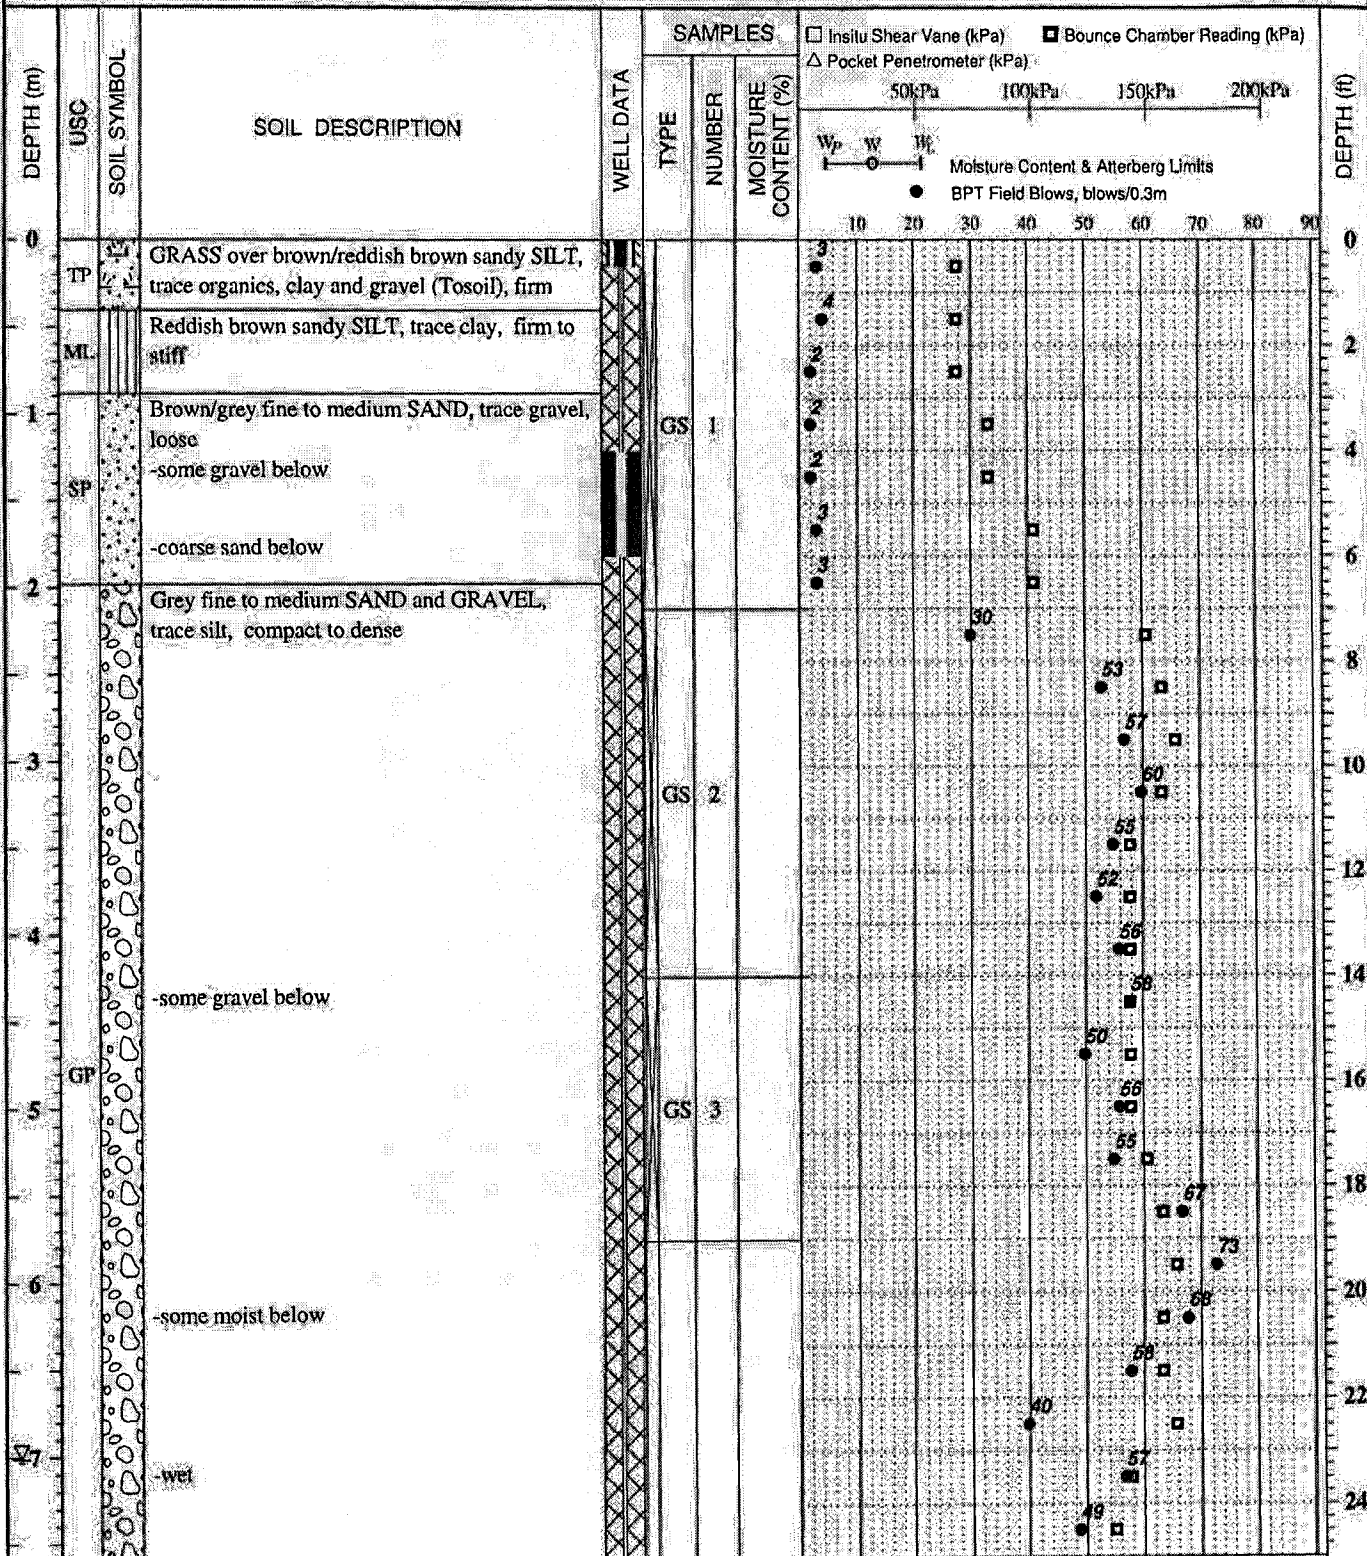 SAMPLES
Insitu Shear Vane (kPa)
Bounce Chamber Reading (kPa)
Pocket Penetrometer (kPa)
50kPa 100kPa 150kPa 200kPa
DEPTH (m)
USC
SOIL SYMBOL
SOIL DESCRIPTION
WELL DATA
TYPE
NUMBER
MOISTURE CONTENT (%)
DEPTH (ft)
Wp W WL
Moisture Content & Atterberg Limits
BPT Field Blows, blows/0.3m
10 20 30 40 50 60 70 80 90
0
TP
GRASS over brown/reddish brown sandy SILT,
trace organics, clay and gravel (Tosoil), firm
3
0
ML
Reddish brown sandy SILT, trace clay, firm to
stiff
4
2
2
1
SP
Brown/grey fine to medium SAND, trace gravel,
loose
-some gravel below
-coarse sand below
GS 1
2
2
4
3
6
3
2
Grey fine to medium SAND and GRAVEL,
trace silt, compact to dense
30
8
53
57
3
10
60
GS 2
55
12
52
4
56
14
-some gravel below
58
50
GP
16
5
GS 3
56
55
18
67
73
6
20
-some moist below
68
58
22
40
7
-wet
57
24
49